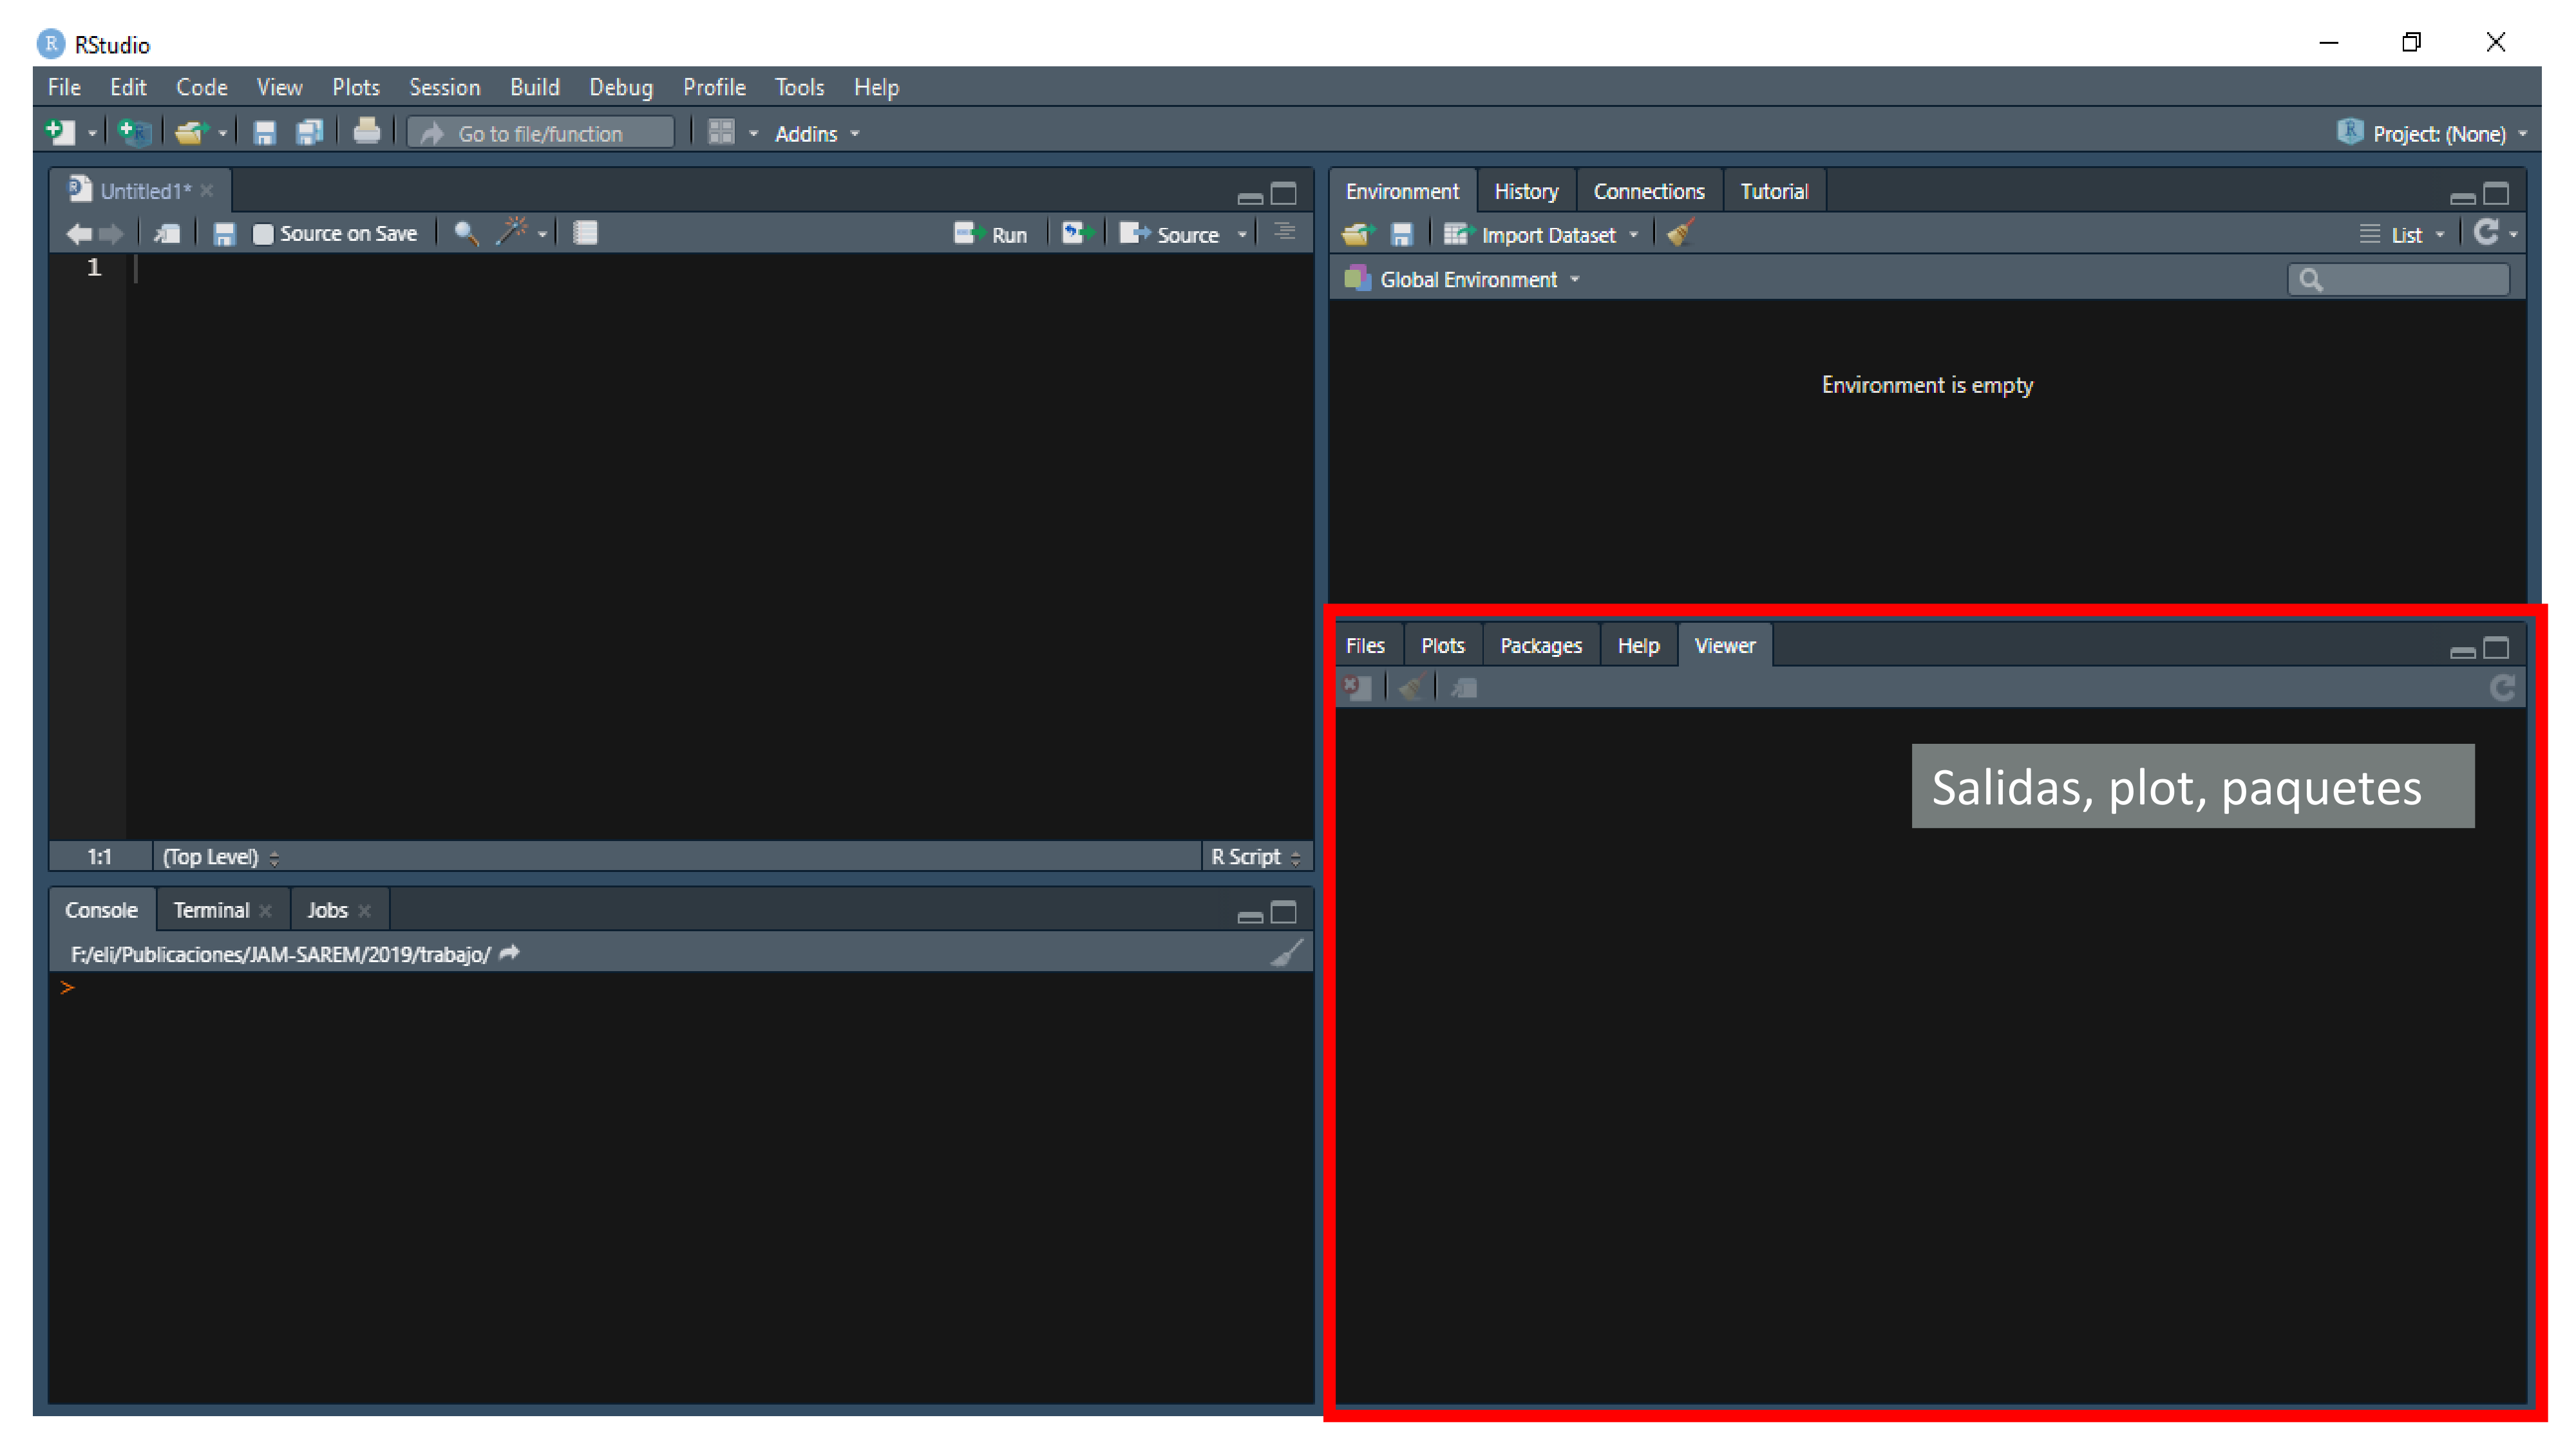 RStudio
File Edit Code View Plots Session Build Debug Profile Tools Help
Go to file/function Addins Project: (None)
Untitled1*
Source on Save Run Source
1
1:1 (Top Level) R Script
Console Terminal Jobs
F:/eli/Publicaciones/JAM-SAREM/2019/trabajo/
>
Environment History Connections Tutorial
Import Dataset List
Global Environment
Environment is empty
Files Plots Packages Help Viewer
Salidas, plot, paquetes